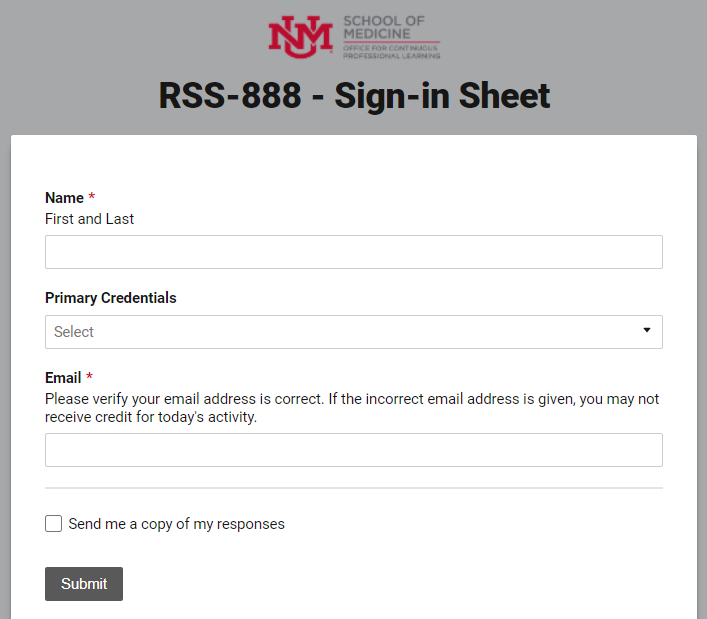 UNM
SCHOOL OF
MEDICINE
OFFICE FOR CONTINUOUS
PROFESSIONAL LEARNING
RSS-888 - Sign-in Sheet
Name *
First and Last
Primary Credentials
Select
Email *
Please verify your email address is correct. If the incorrect email address is given, you may not
receive credit for today's activity.
Send me a copy of my responses
Submit